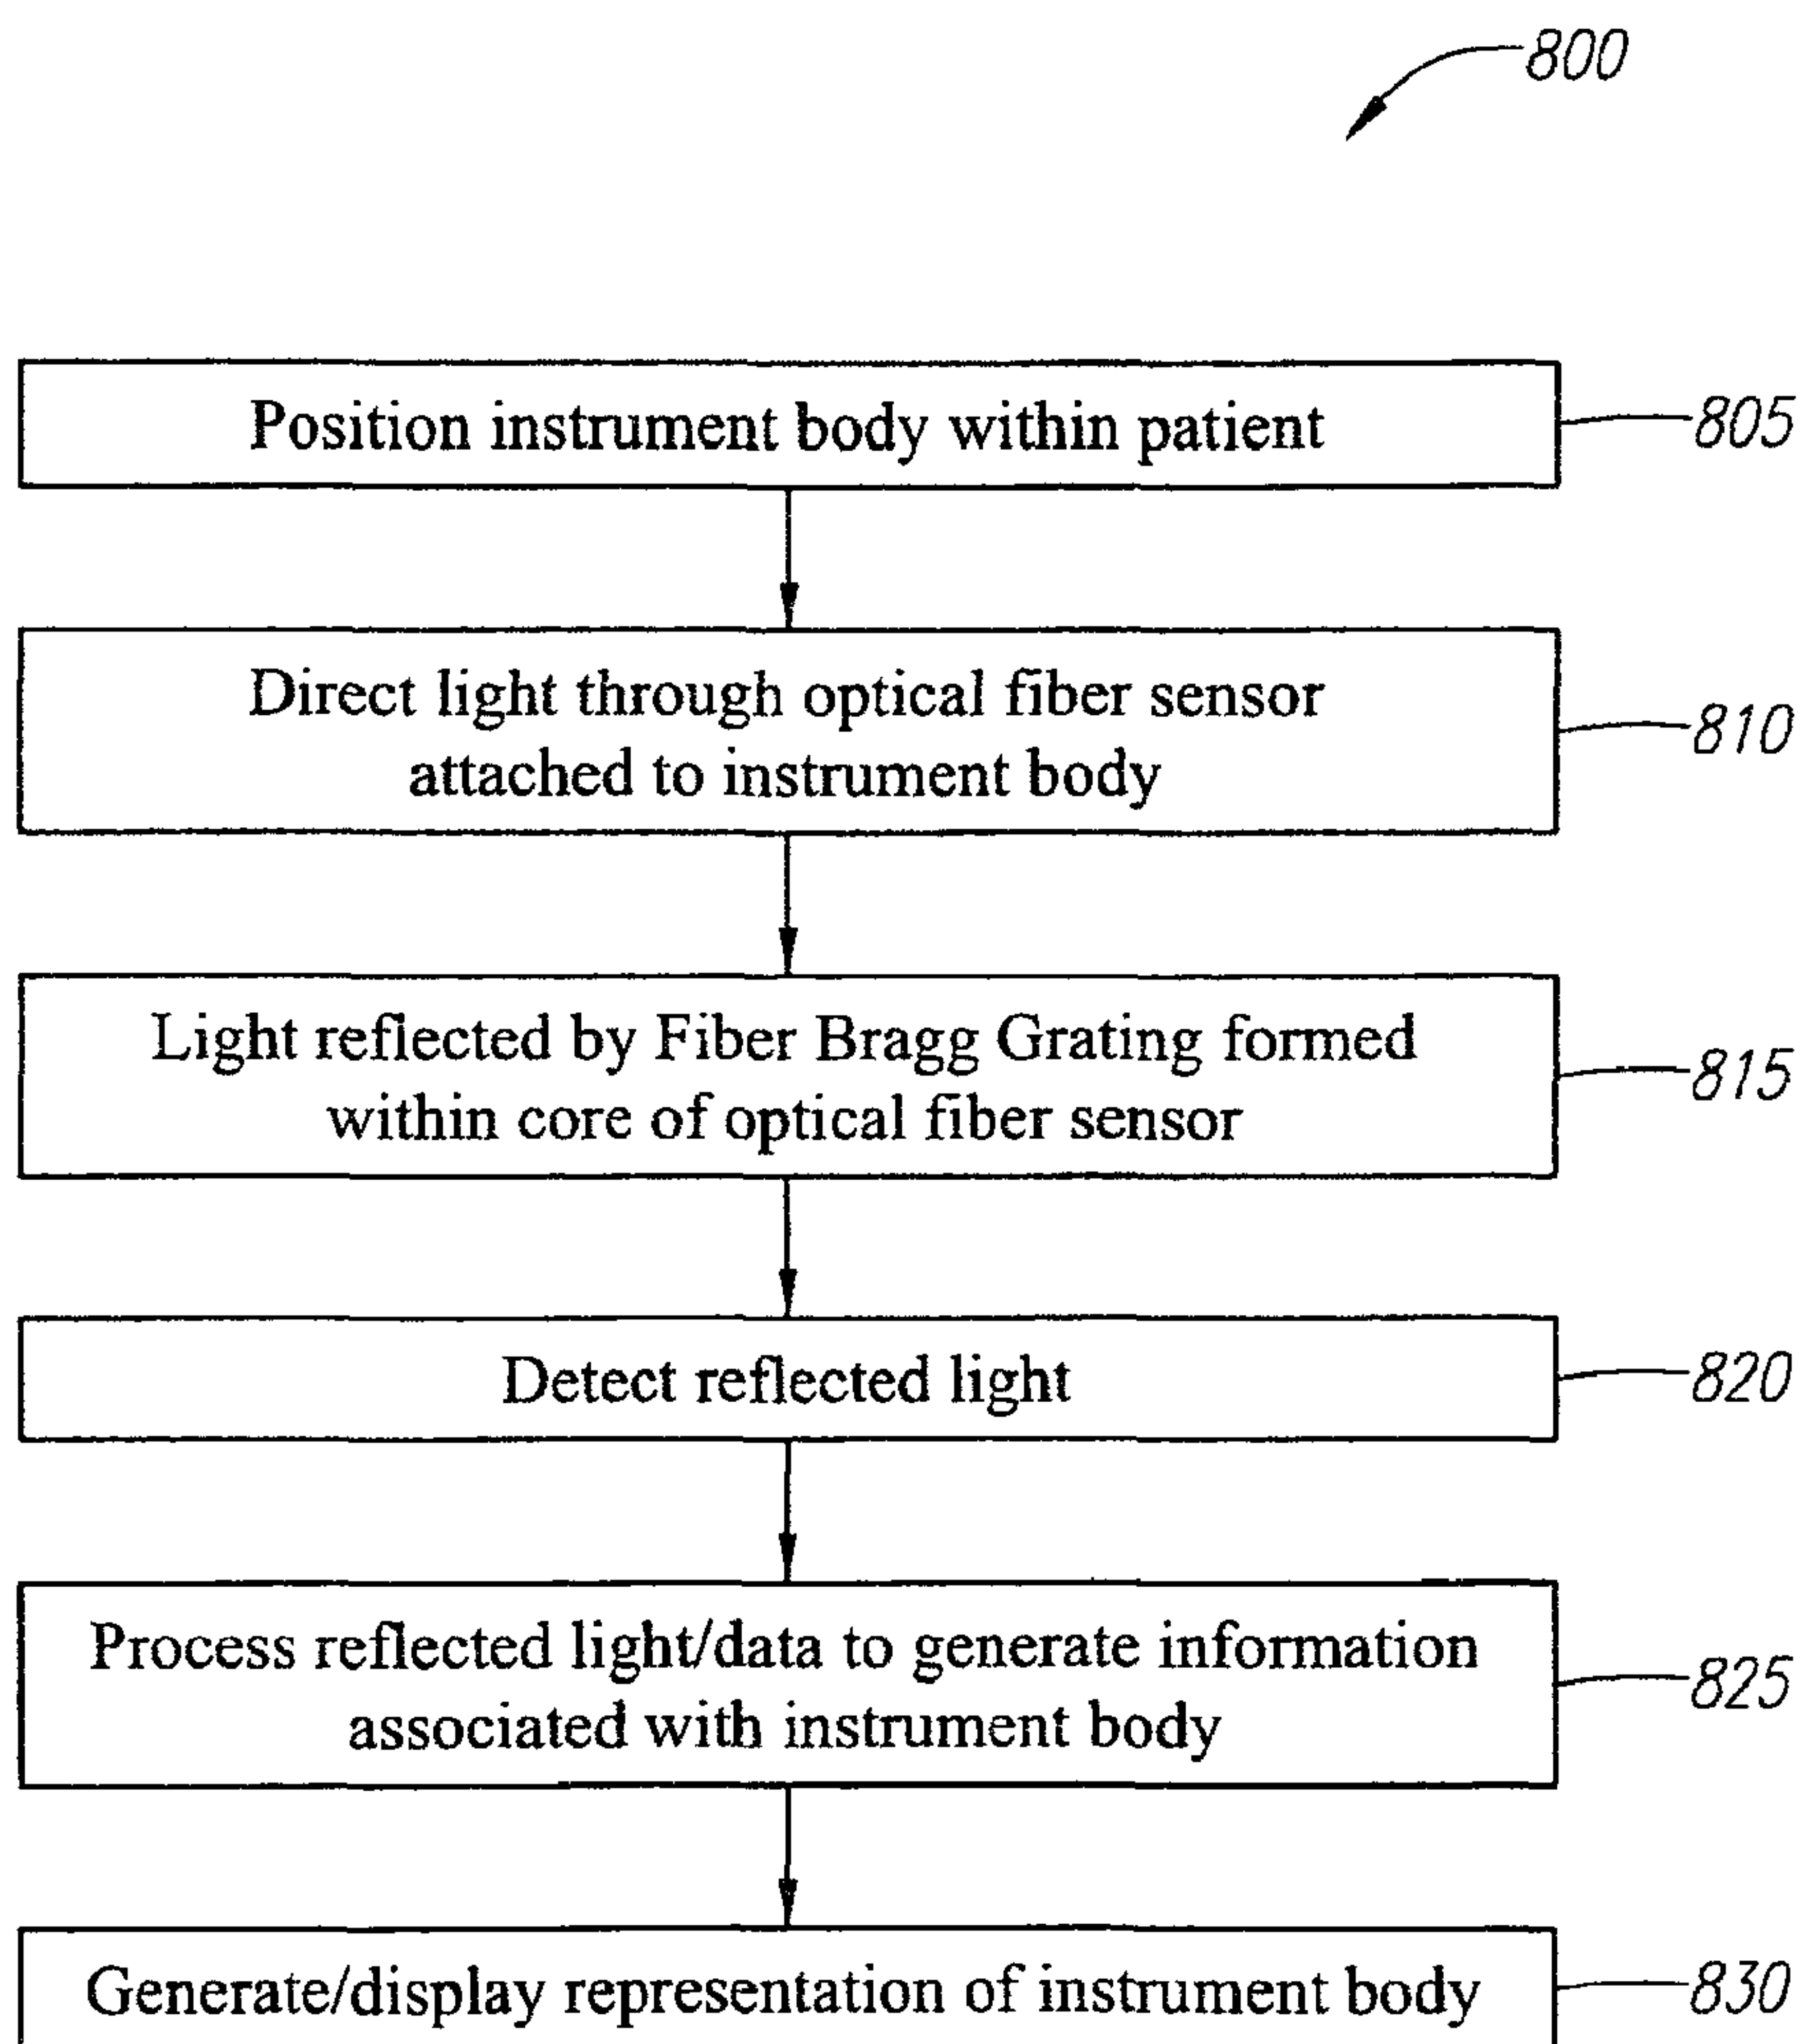 800
Position instrument body within patient
805
Direct light through optical fiber sensor
attached to instrument body
810
Light reflected by Fiber Bragg Grating formed
within core of optical fiber sensor
815
Detect reflected light
820
Process reflected light/data to generate information
associated with instrument body
825
Generate/display representation of instrument body
830